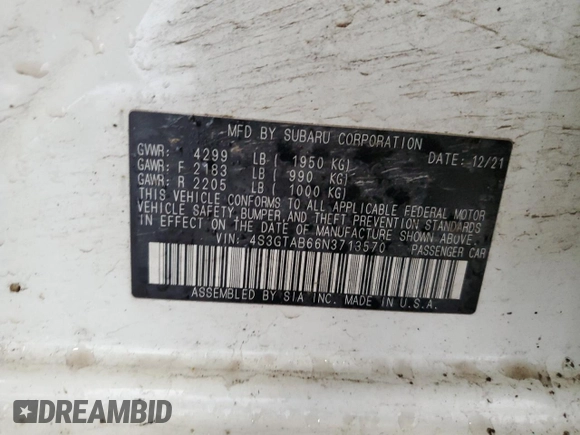 MFD BY SUBARU CORPORATION
GVWR: 4299 LB ( 1950 KG) DATE: 12/21
GAWR: F 2183 LB ( 990 KG)
GAWR: R 2205 LB ( 1000 KG)
THIS VEHICLE CONFORMS TO ALL APPLICABLE FEDERAL MOTOR
VEHICLE SAFETY, BUMPER, AND THEFT PREVENTION STANDARDS
IN EFFECT ON THE DATE OF MANUFACTURE SHOWN ABOVE.
VIN: 4S3GTAB66N3713570 PASSENGER CAR
ASSEMBLED BY SIA INC. MADE IN U.S.A.
DREAMBID